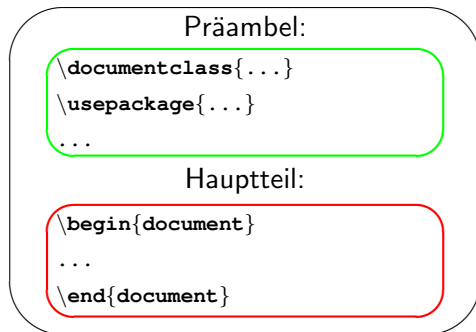 Präambel:
\documentclass{...}
\usepackage{...}
...
Hauptteil:
\begin{document}
...
\end{document}